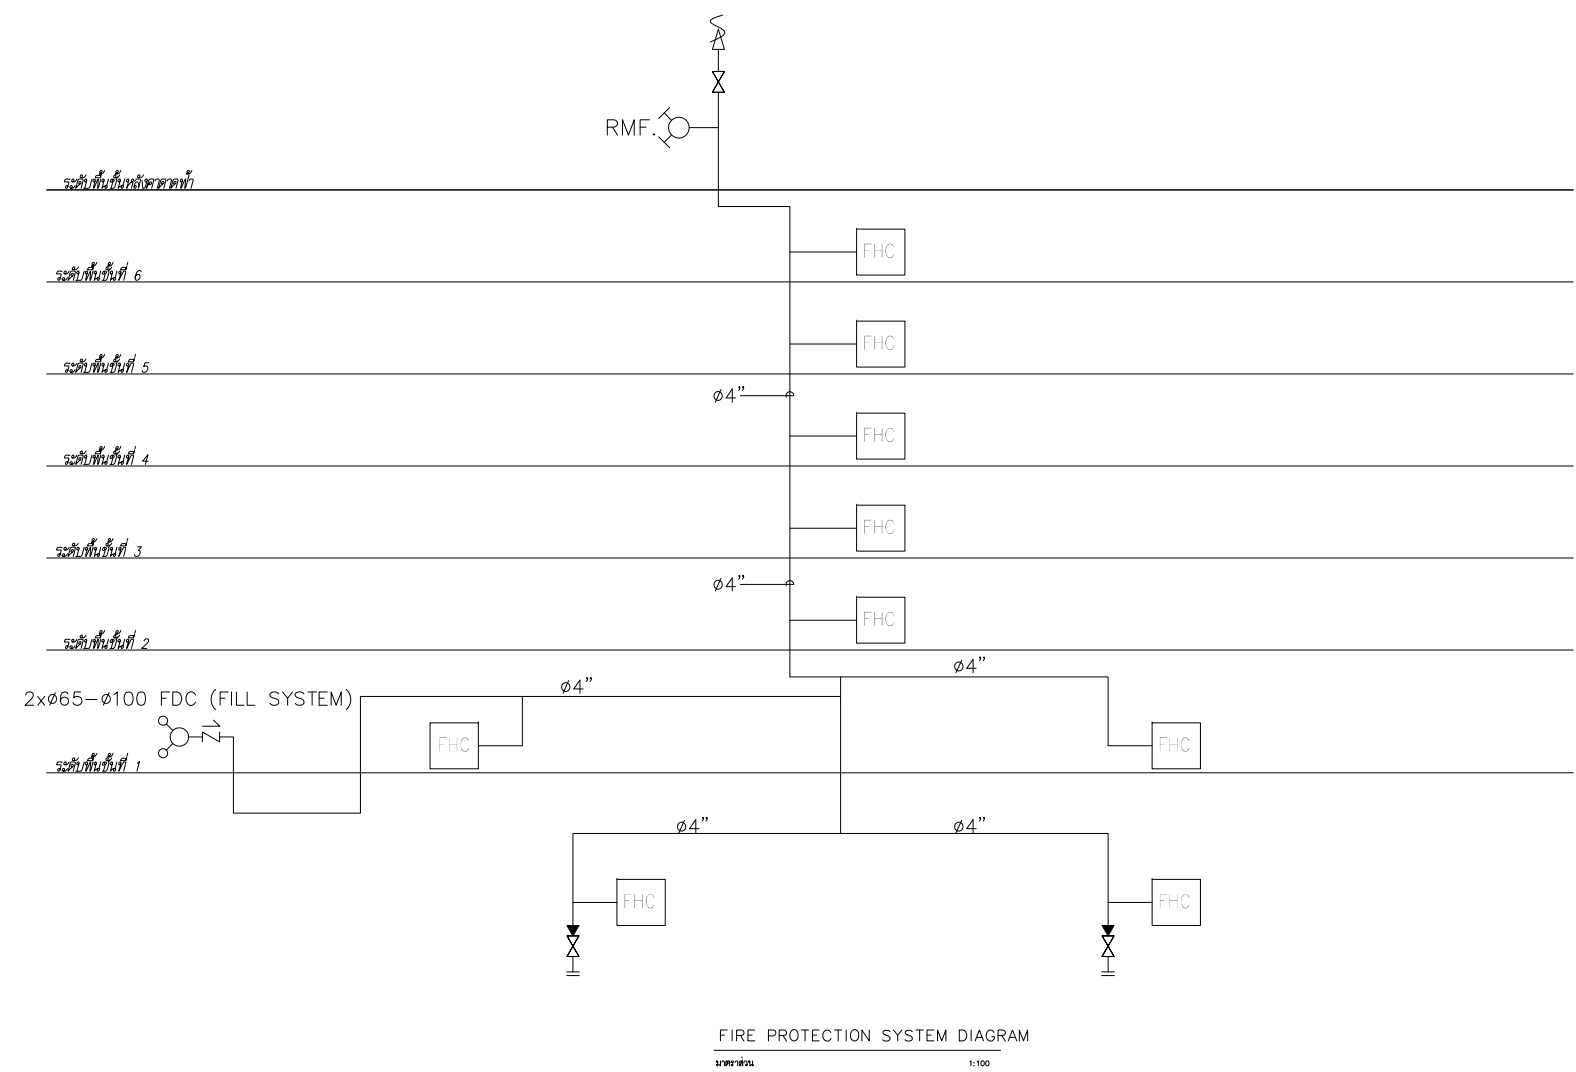 RMF.
ระดับพื้นชั้นหลังคาดาดฟ้า
FHC
ระดับพื้นชั้นที่ 6
FHC
ระดับพื้นชั้นที่ 5
ø4”
FHC
ระดับพื้นชั้นที่ 4
FHC
ระดับพื้นชั้นที่ 3
ø4”
FHC
ระดับพื้นชั้นที่ 2
ø4”
ø4”
2xø65-ø100 FDC (FILL SYSTEM)
FHC
FHC
ระดับพื้นชั้นที่ 1
ø4”
ø4”
FHC
FHC
FIRE PROTECTION SYSTEM DIAGRAM
มาตราส่วน 1:100